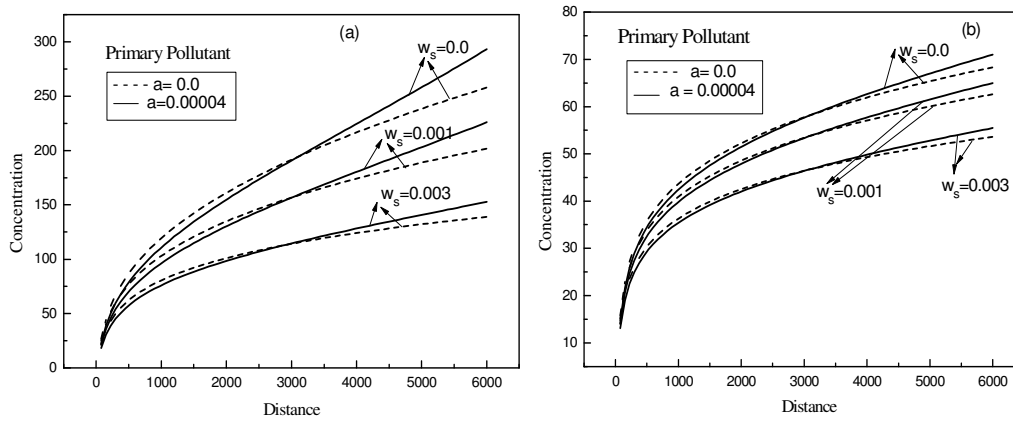 (a)
Primary Pollutant
a= 0.0
a=0.00004
w_s=0.0
w_s=0.001
w_s=0.003
300
250
200
150
100
50
0
0 1000 2000 3000 4000 5000 6000
Concentration
Distance
(b)
Primary Pollutant
a= 0.0
a = 0.00004
w_s=0.0
w_s=0.001
w_s=0.003
80
70
60
50
40
30
20
10
0 1000 2000 3000 4000 5000 6000
Concentration
Distance